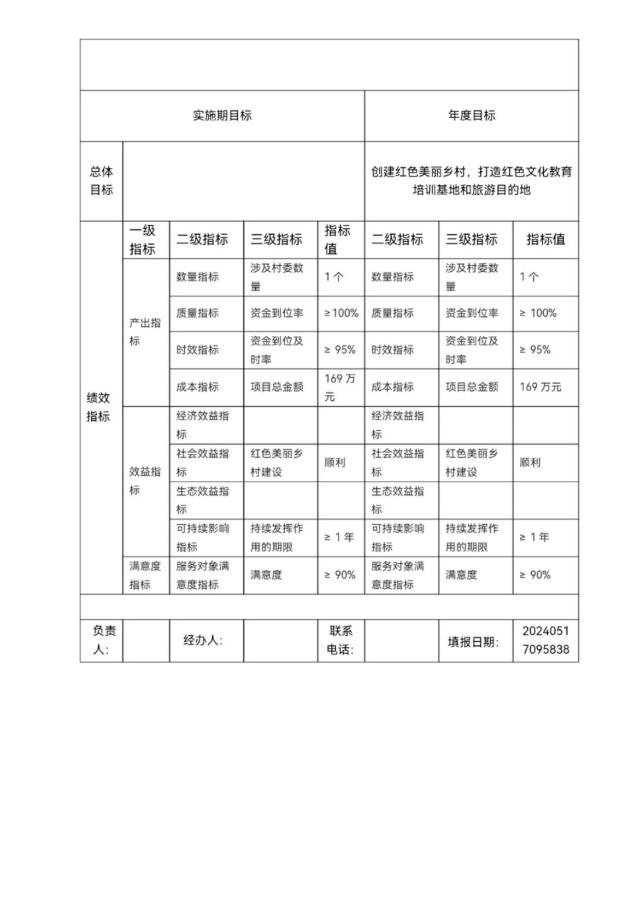 实施期目标 年度目标
总体
目标
创建红色美丽乡村，打造红色文化教育
培训基地和旅游目的地
绩效
指标
一级
指标
二级指标 三级指标
指标
值
二级指标 三级指标 指标值
产出指
标
数量指标
涉及村委数
量
1 个
数量指标
涉及村委数
量
1 个
质量指标 资金到位率 ≥100% 质量指标 资金到位率 ≥ 100%
时效指标
资金到位及
时率
≥ 95%
时效指标
资金到位及
时率
≥ 95%
成本指标 项目总金额
169 万
元
成本指标 项目总金额 169 万元
效益指
标
经济效益指
标
经济效益指
标
社会效益指
标
红色美丽乡
村建设
顺利
社会效益指
标
红色美丽乡
村建设
顺利
生态效益指
标
生态效益指
标
可持续影响
指标
持续发挥作
用的期限
≥ 1 年
可持续影响
指标
持续发挥作
用的期限
≥ 1 年
满意度
指标
服务对象满
意度指标
满意度
≥ 90%
服务对象满
意度指标
满意度
≥ 90%
负责
人：
经办人：
联系
电话：
填报日期：
2024051
7095838